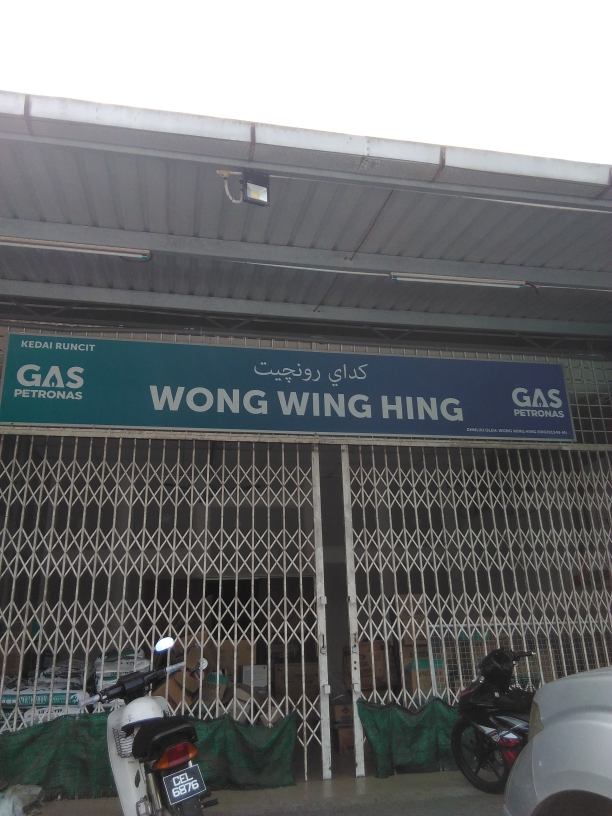 KEDAI RUNCIT
GAS
PETRONAS
كداي رونچيت
WONG WING HING
GAS
PETRONAS
CEL
6876